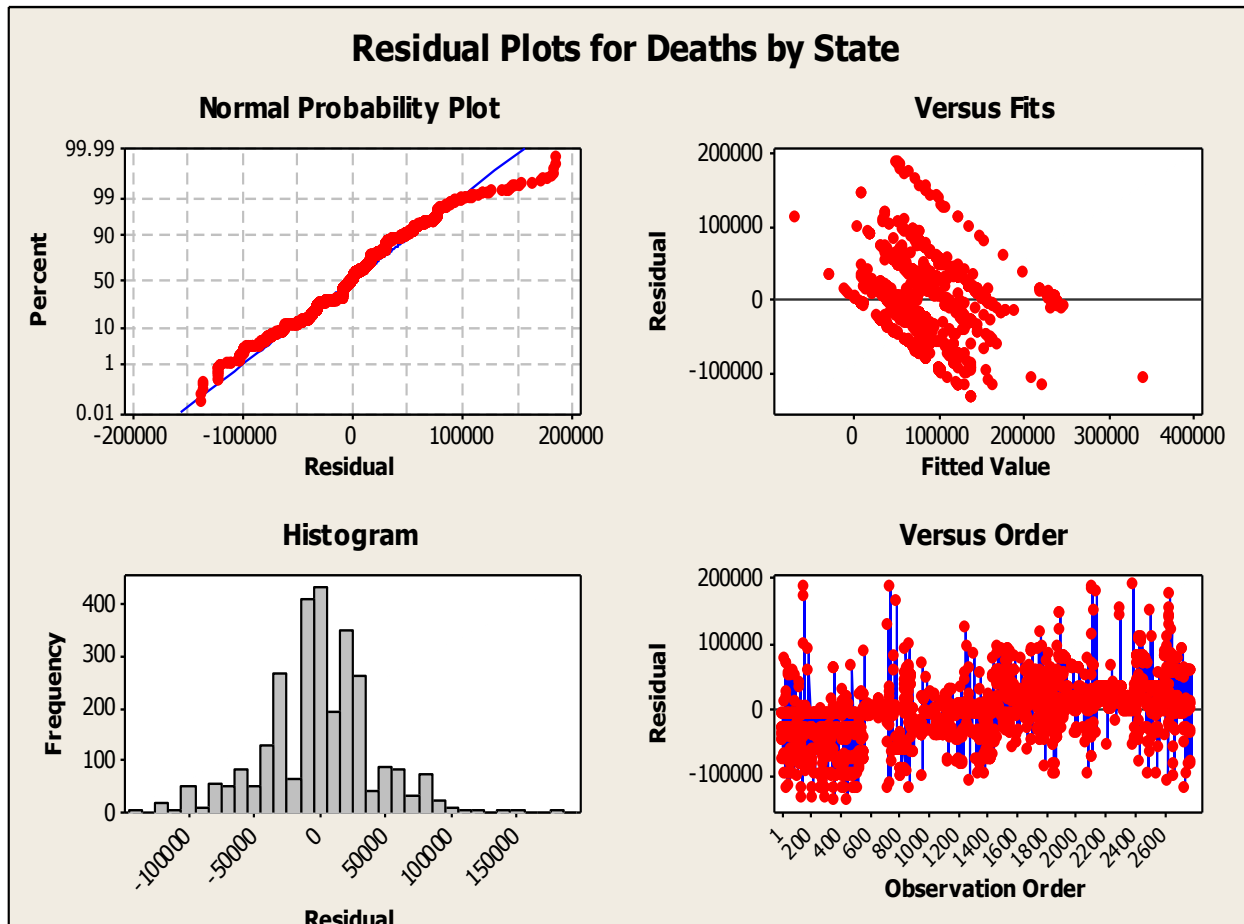 Residual Plots for Deaths by State
Normal Probability Plot
99.99
99
90
50
10
1
0.01
Percent
-200000 -100000 0 100000 200000
Residual
Versus Fits
200000
100000
0
-100000
Residual
0 100000 200000 300000 400000
Fitted Value
Histogram
400
300
200
100
0
Frequency
-100000 -50000 0 50000 100000 150000
Residual
Versus Order
200000
100000
0
-100000
Residual
1 200 400 600 800 1000 1200 1400 1600 1800 2000 2200 2400 2600
Observation Order